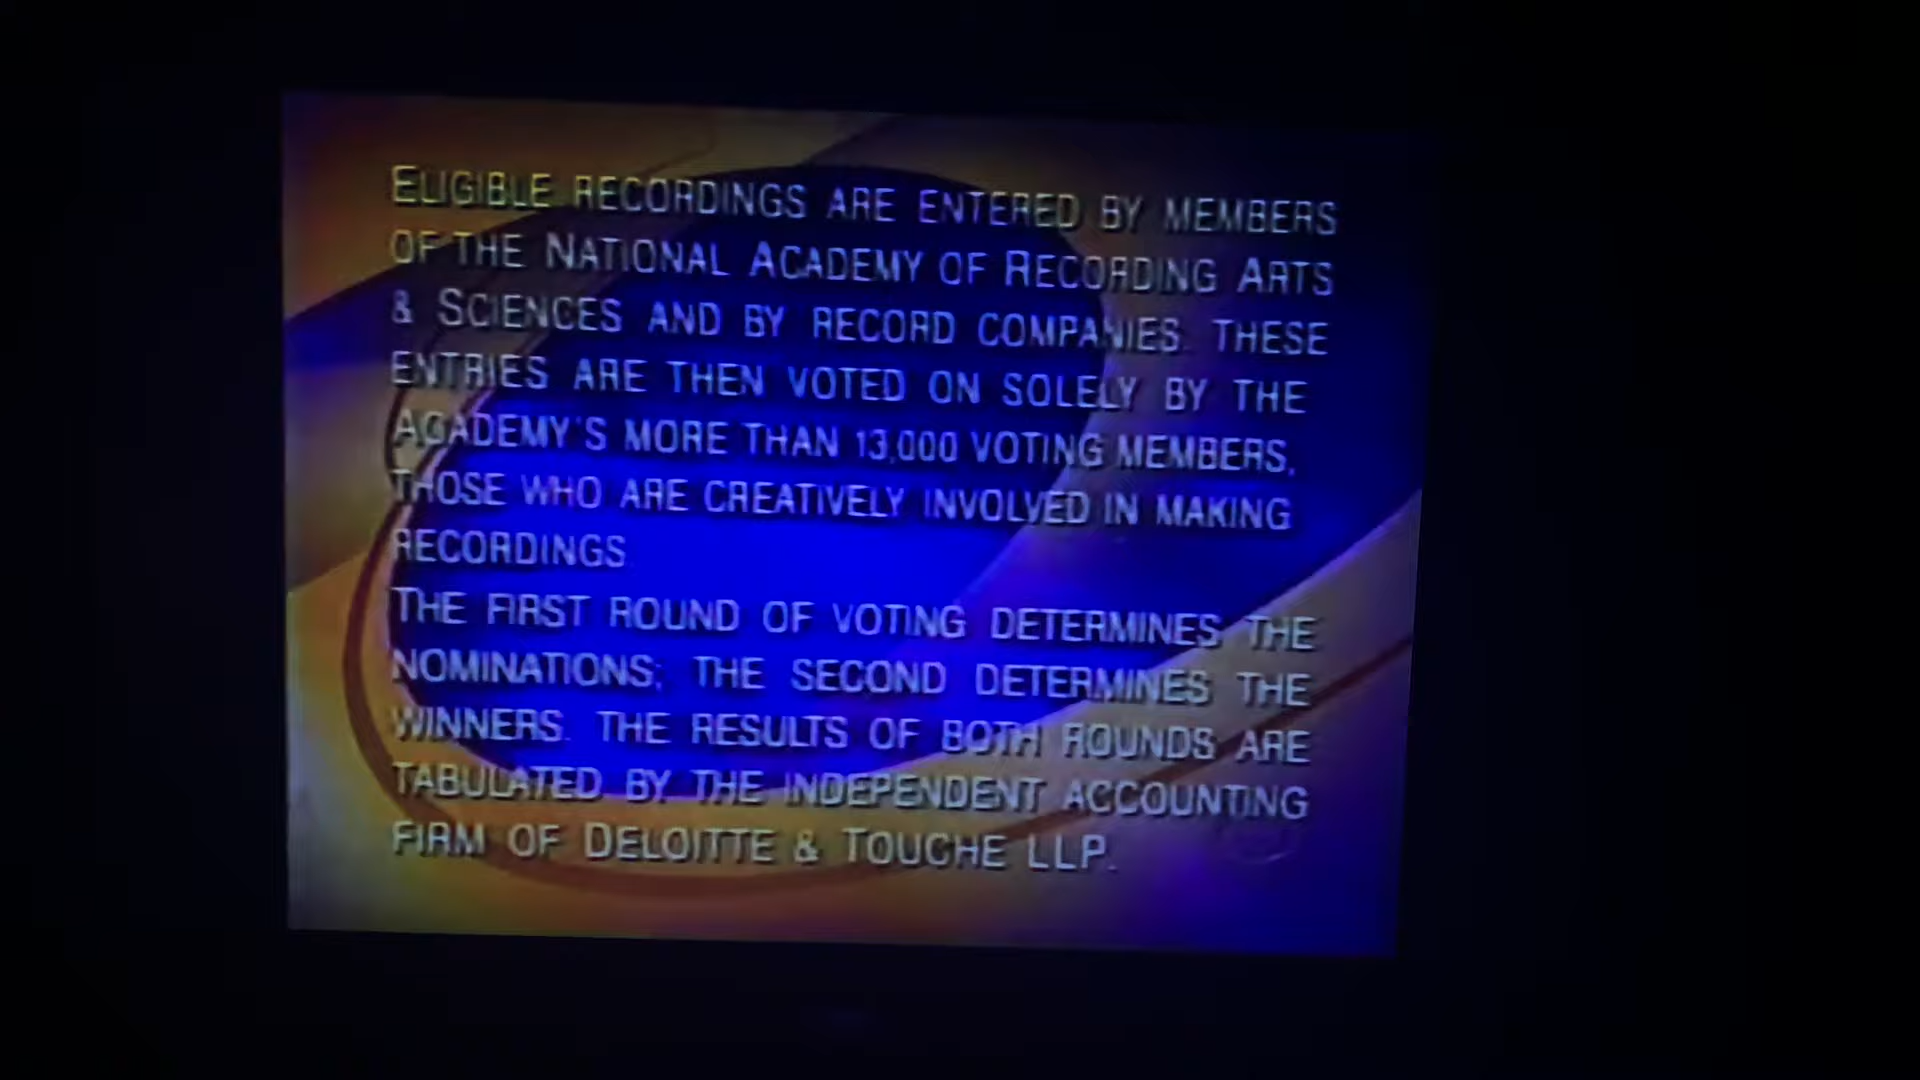 ELIGIBLE RECORDINGS ARE ENTERED BY MEMBERS
OF THE NATIONAL ACADEMY OF RECORDING ARTS
& SCIENCES AND BY RECORD COMPANIES. THESE
ENTRIES ARE THEN VOTED ON SOLELY BY THE
ACADEMY'S MORE THAN 13,000 VOTING MEMBERS,
THOSE WHO ARE CREATIVELY INVOLVED IN MAKING
RECORDINGS.
THE FIRST ROUND OF VOTING DETERMINES THE
NOMINATIONS; THE SECOND DETERMINES THE
WINNERS. THE RESULTS OF BOTH ROUNDS ARE
TABULATED BY THE INDEPENDENT ACCOUNTING
FIRM OF DELOITTE & TOUCHE LLP.